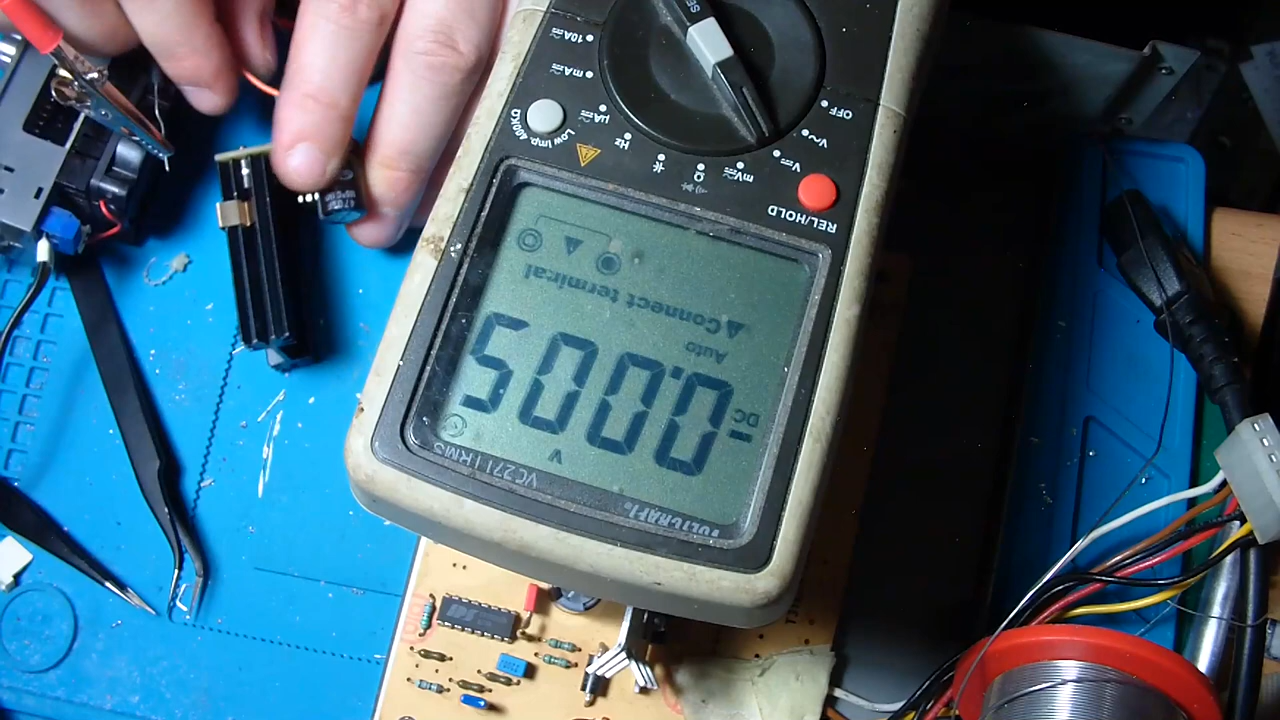 VOLTCRAFT®
VC271 TRMS
V
DC
-0.005
Auto
Connect terminal
REL/HOLD
Low Imp. 400KΩ
OFF
V~
V
mV
Ω
Hz
µA
mA
10A